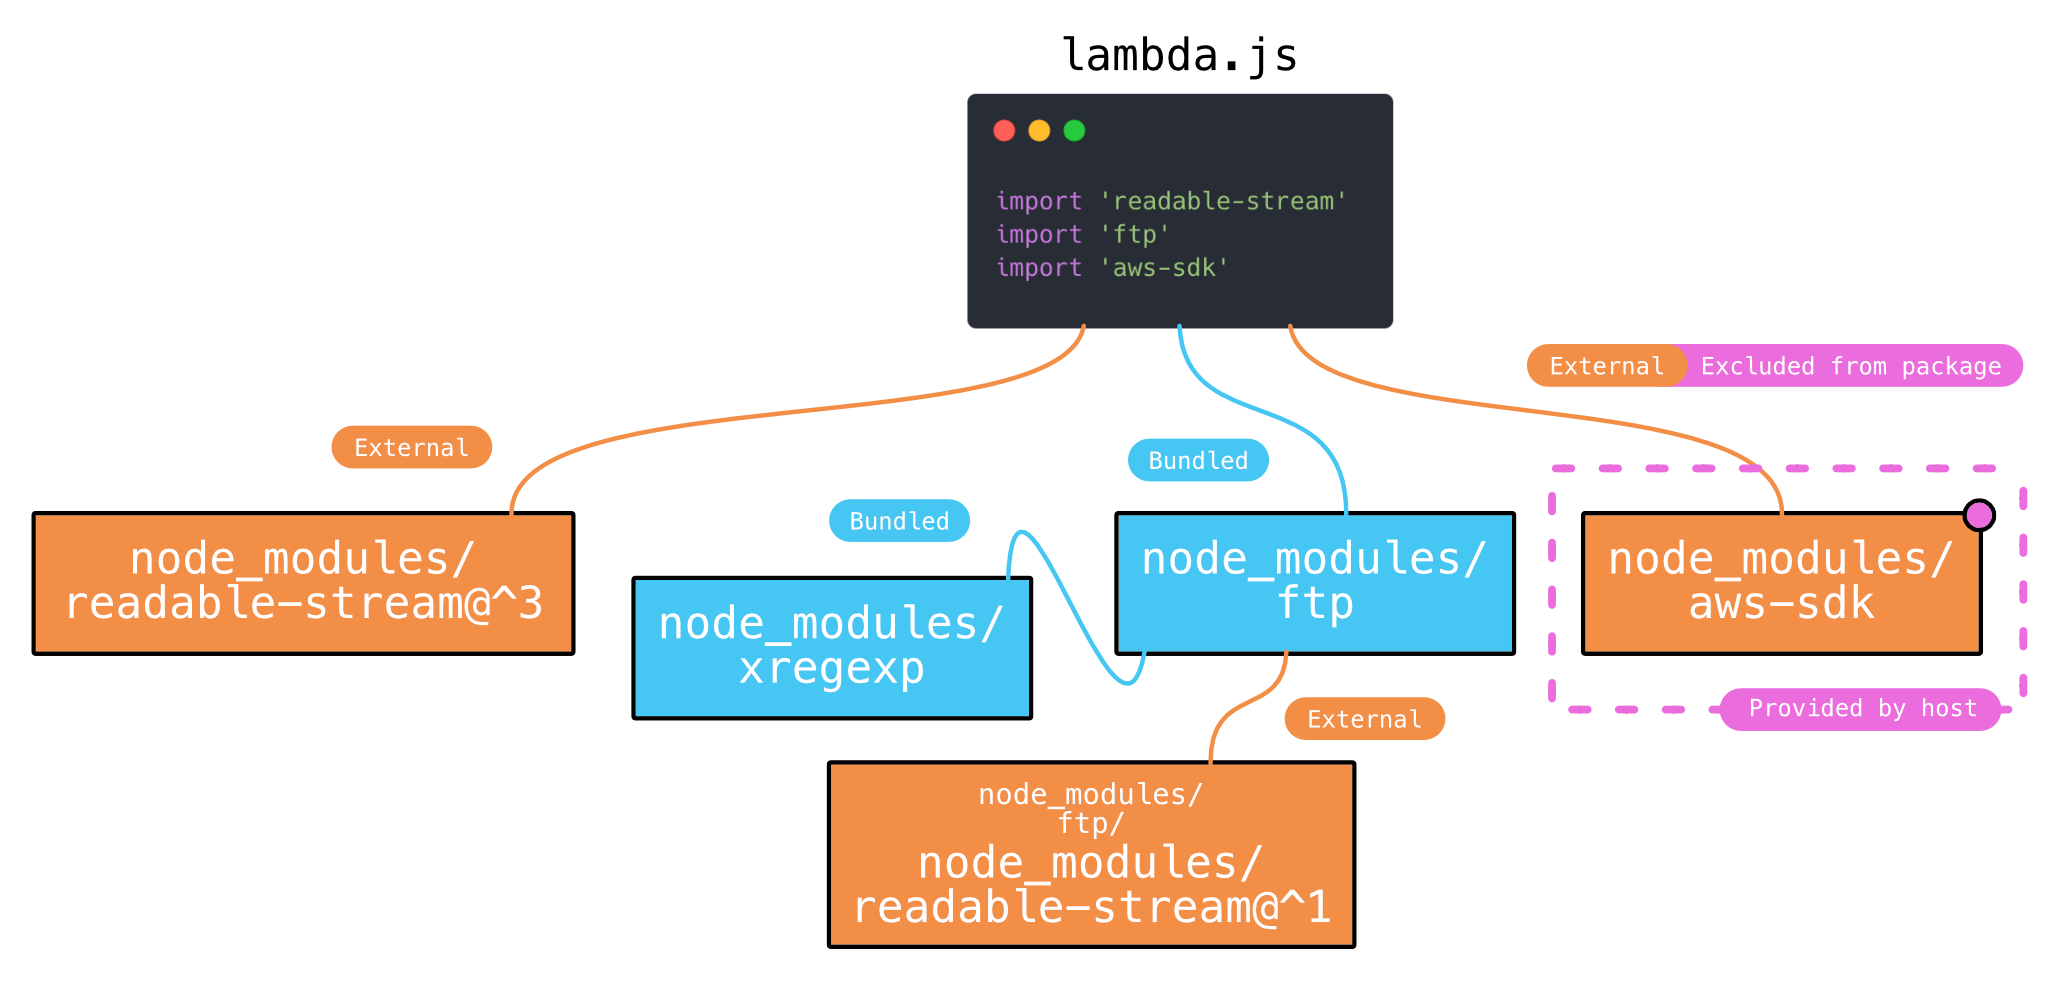 lambda.js
import 'readable-stream'
import 'ftp'
import 'aws-sdk'
External Excluded from package
External
Bundled
Bundled
node_modules/
readable-stream@^3
node_modules/
xregexp
node_modules/
ftp
node_modules/
aws-sdk
Provided by host
External
node_modules/
ftp/
node_modules/
readable-stream@^1